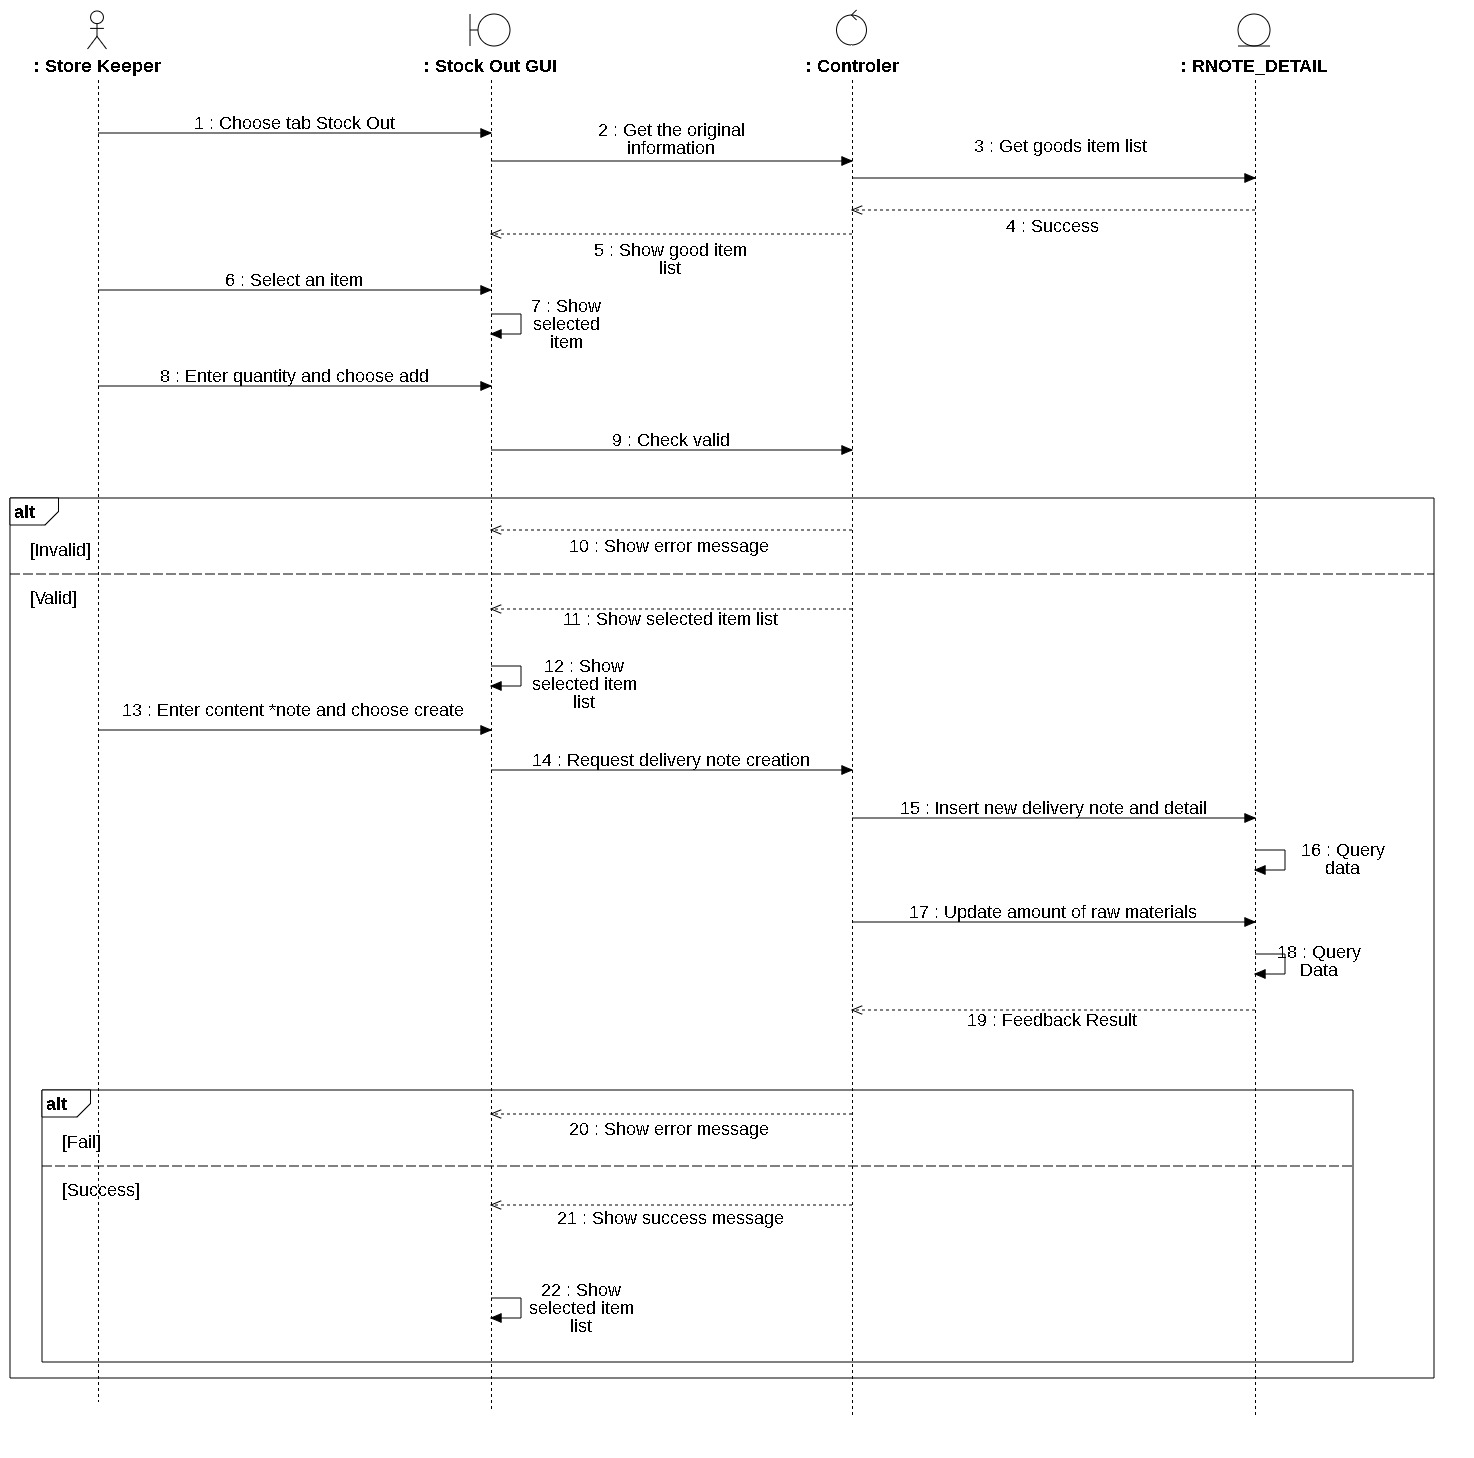 : Store Keeper
: Stock Out GUI
: Controler
: RNOTE_DETAIL
1 : Choose tab Stock Out
2 : Get the original
information
3 : Get goods item list
4 : Success
5 : Show good item
list
6 : Select an item
7 : Show
selected
item
8 : Enter quantity and choose add
9 : Check valid
alt
10 : Show error message
[Invalid]
[Valid]
11 : Show selected item list
12 : Show
selected item
list
13 : Enter content *note and choose create
14 : Request delivery note creation
15 : Insert new delivery note and detail
16 : Query
data
17 : Update amount of raw materials
18 : Query
Data
19 : Feedback Result
alt
20 : Show error message
[Fail]
[Success]
21 : Show success message
22 : Show
selected item
list